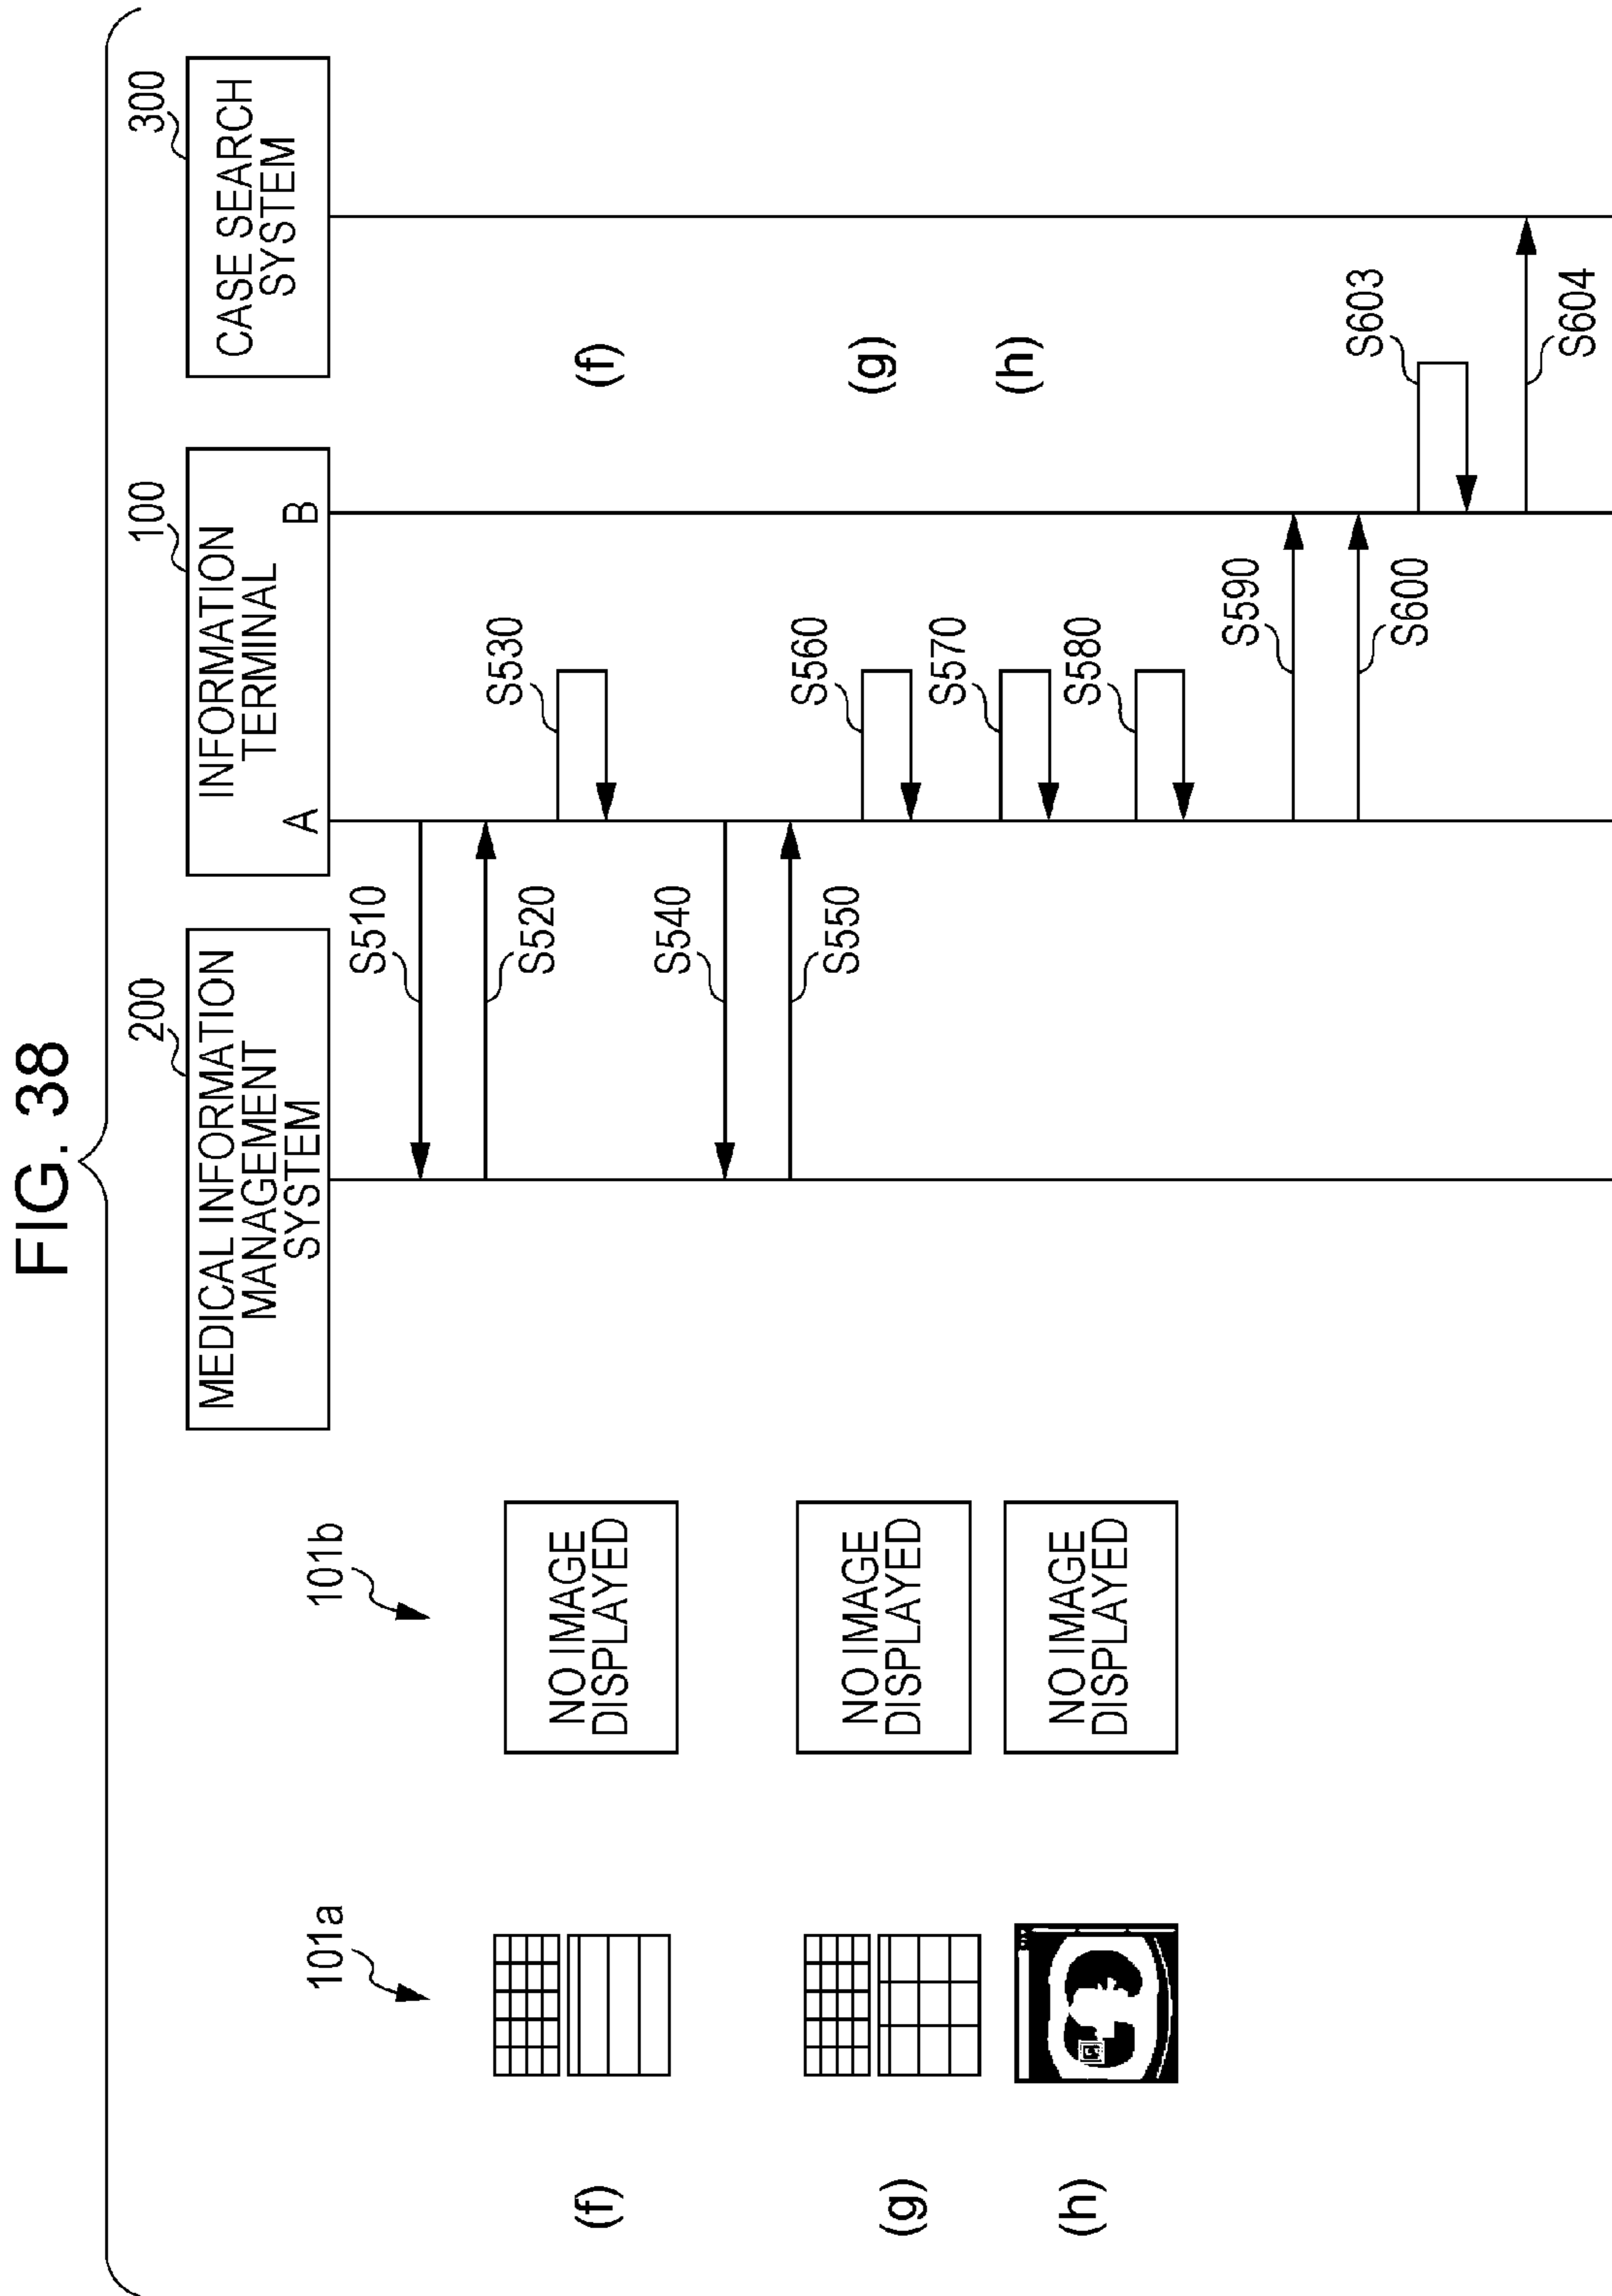 FIG. 38
200
100
300
MEDICAL INFORMATION
MANAGEMENT
SYSTEM
INFORMATION
TERMINAL
A
B
CASE SEARCH
SYSTEM
101a
101b
S510
S520
S530
(f)
NO IMAGE
DISPLAYED
(f)
S540
S550
S560
(g)
NO IMAGE
DISPLAYED
(g)
S570
(h)
NO IMAGE
DISPLAYED
(h)
S580
S590
S600
S603
S604